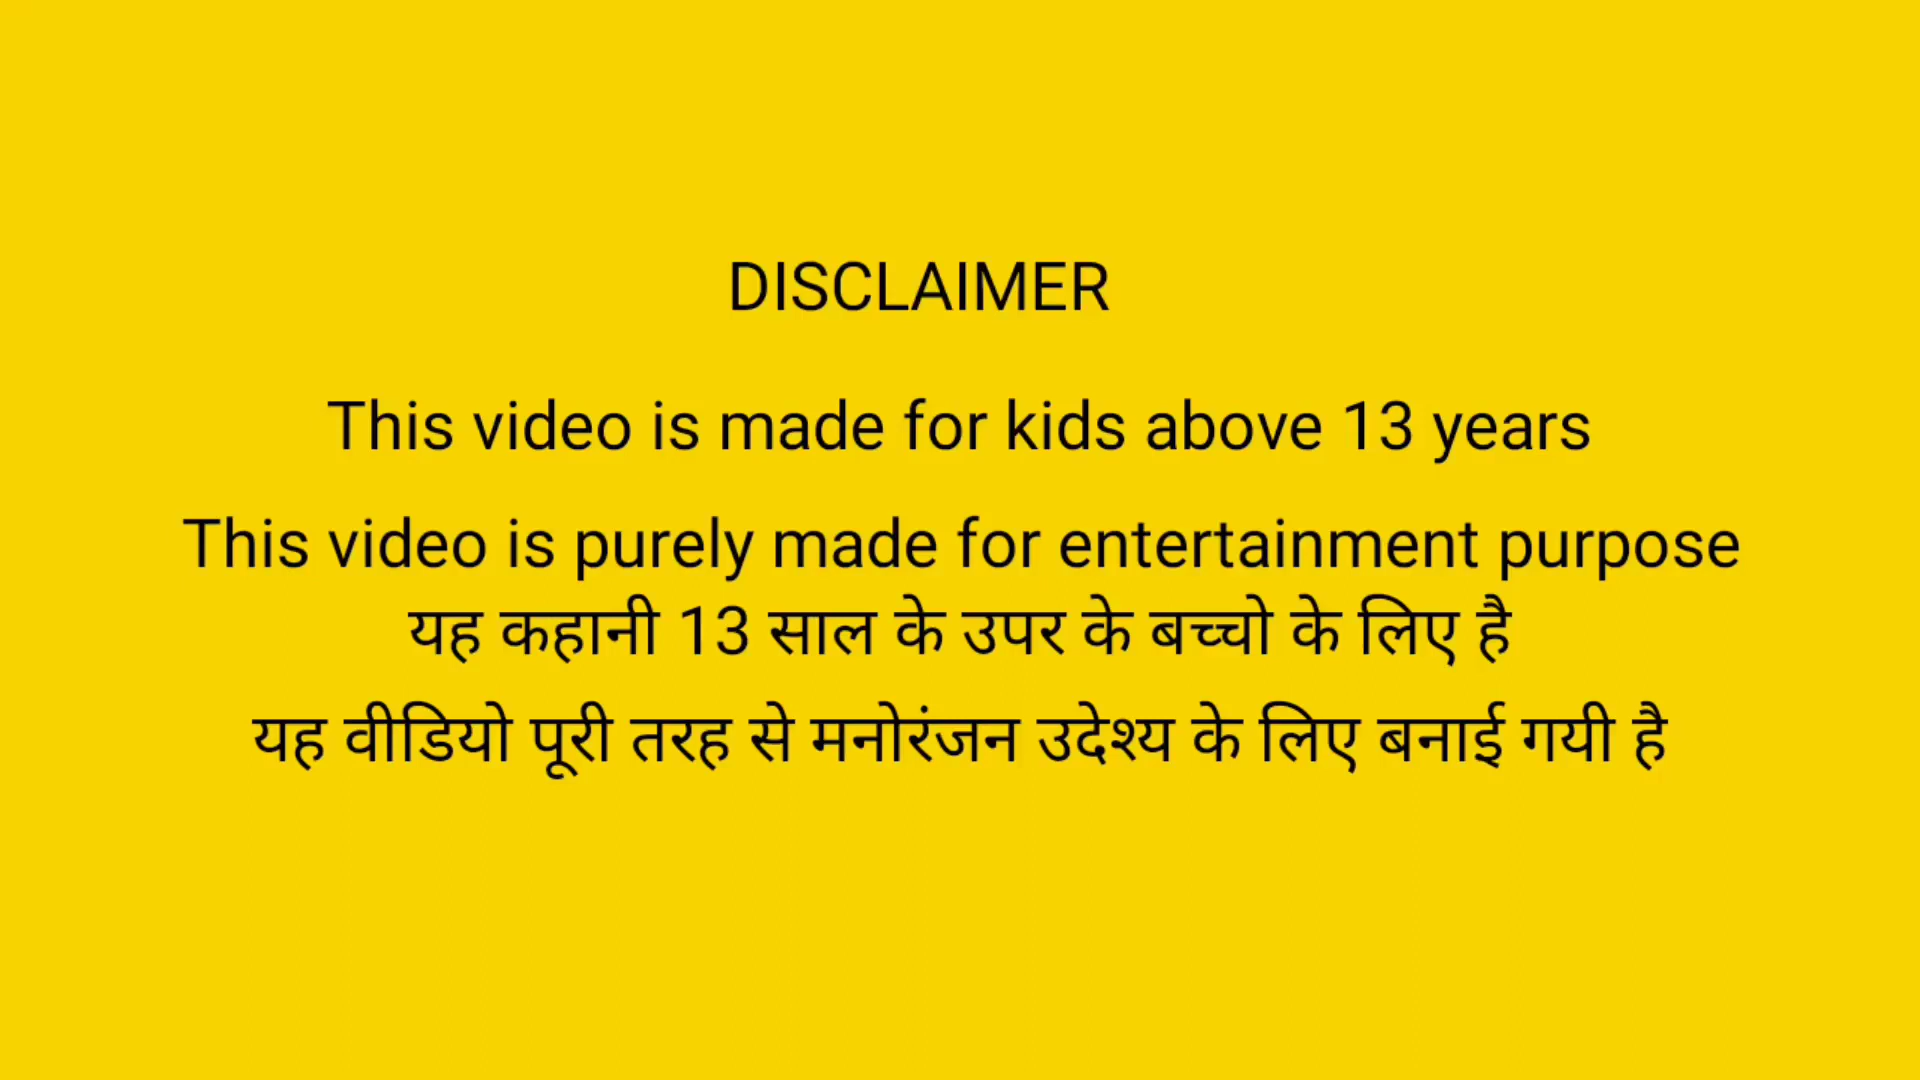 DISCLAIMER
This video is made for kids above 13 years
This video is purely made for entertainment purpose
यह कहानी 13 साल के उपर के बच्चो के लिए है
यह वीडियो पूरी तरह से मनोरंजन उदेश्य के लिए बनाई गयी है